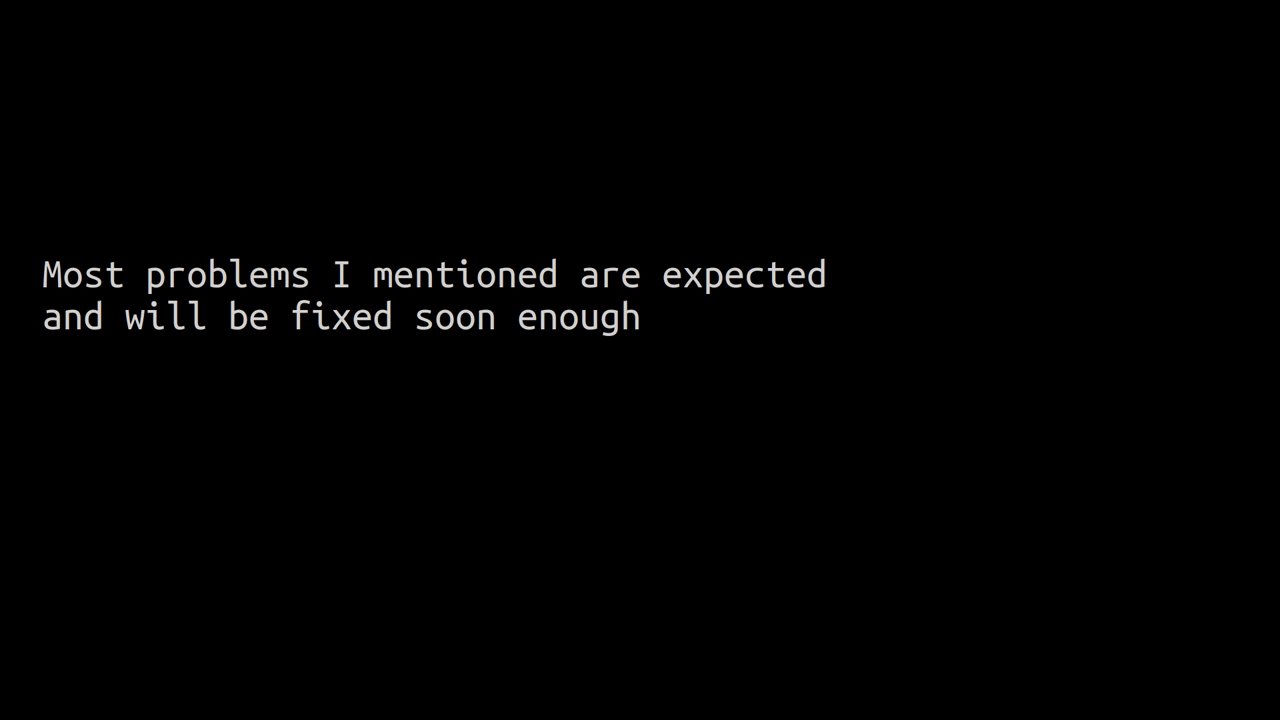 Most problems I mentioned are expected
and will be fixed soon enough